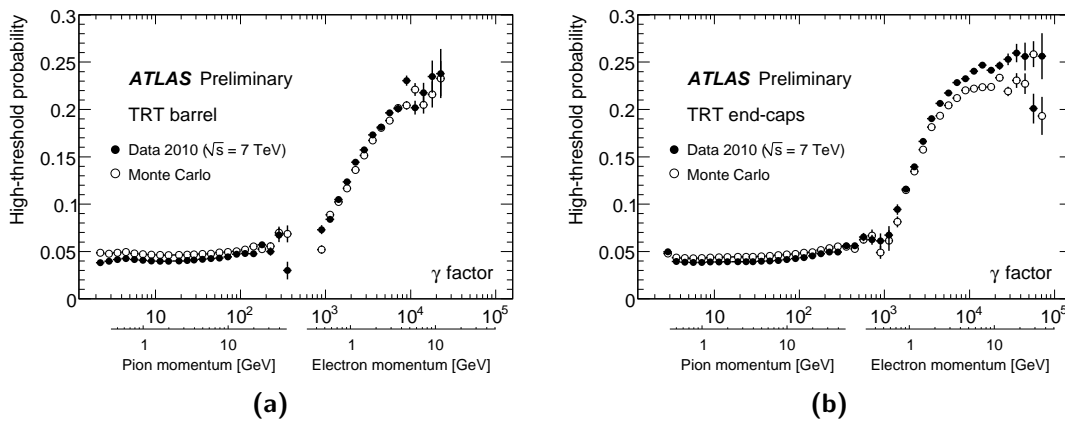 High-threshold probability
0.3
0.25
0.2
0.15
0.1
0.05
0
ATLAS Preliminary
TRT barrel
Data 2010 (√s = 7 TeV)
Monte Carlo
γ factor
10 10² 10³ 10⁴ 10⁵
1 10 1 10
Pion momentum [GeV] Electron momentum [GeV]
(a)
High-threshold probability
0.3
0.25
0.2
0.15
0.1
0.05
0
ATLAS Preliminary
TRT end-caps
Data 2010 (√s = 7 TeV)
Monte Carlo
γ factor
10 10² 10³ 10⁴ 10⁵
1 10 1 10
Pion momentum [GeV] Electron momentum [GeV]
(b)